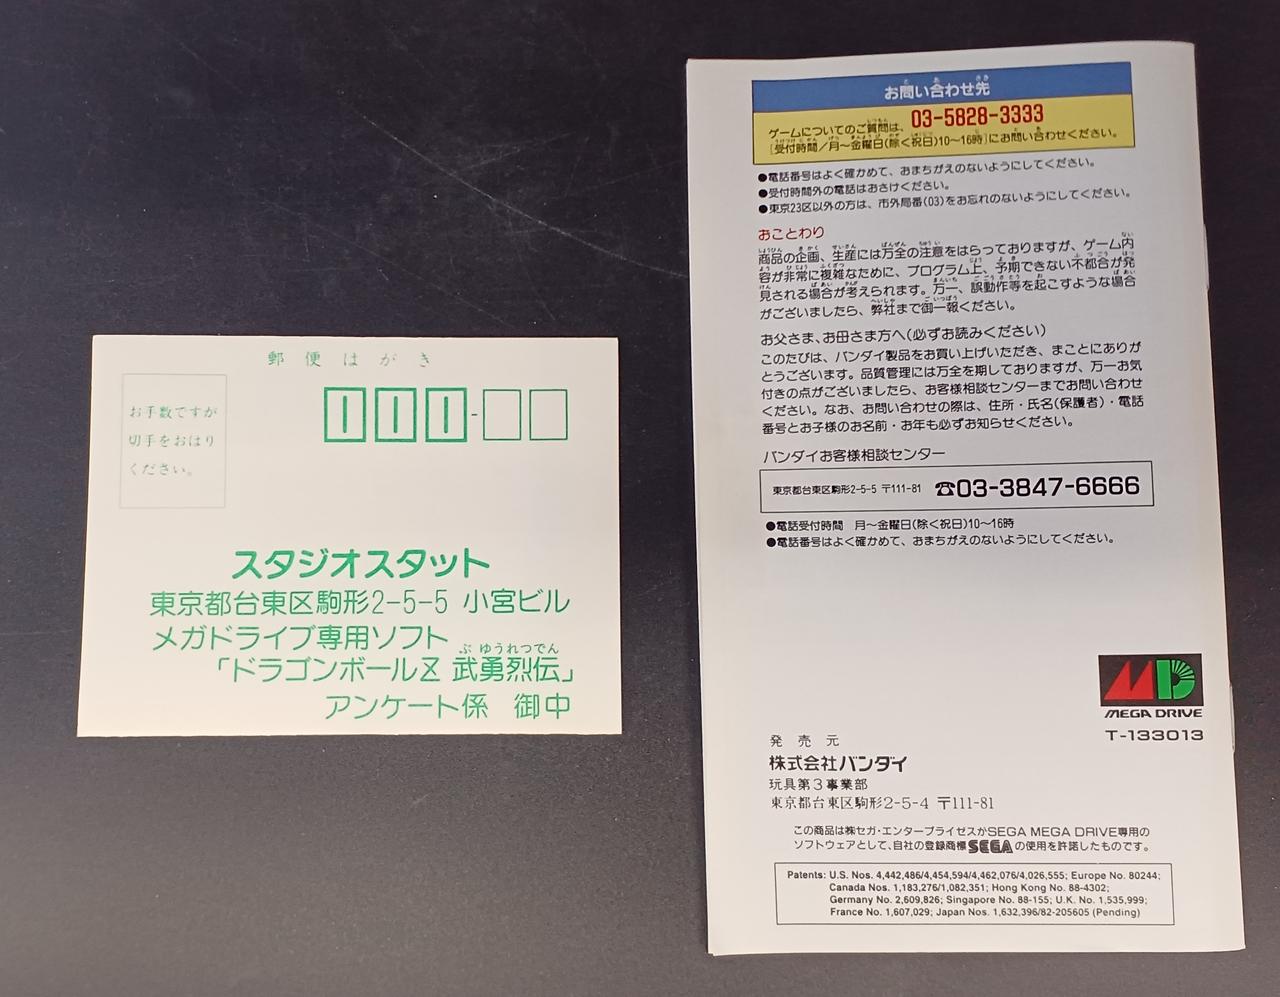 郵便はがき
お手数ですが
切手をおはり
ください。
111-□□
スタジオスタット
東京都台東区駒形2-5-5 小宮ビル
メガドライブ専用ソフト
ぶゆうれつでん
「ドラゴンボールZ 武勇烈伝」
アンケート係 御中
お問い合わせ先
ゲームについてのご質問は、03-5828-3333
[受付時間/月〜金曜日(除く祝日)10〜16時]にお問い合わせください。
●電話番号はよく確かめて、おまちがえのないようにしてください。
●受付時間外の電話はおさけください。
●東京23区以外の方は、市外局番(03)をお忘れのないようにしてください。
おことわり
商品の企画、生産には万全の注意をはらっておりますが、ゲーム内
容が非常に複雑なために、プログラム上、予期できない不都合が発
見される場合が考えられます。万一、誤動作等を起こすような場合
がございましたら、弊社まで御一報ください。
お父さま、お母さま方へ(必ずお読みください)
このたびは、バンダイ製品をお買い上げいただき、まことにありが
とうございます。品質管理には万全を期しておりますが、万一お気
付きの点がございましたら、お客様相談センターまでお問い合わせ
ください。なお、お問い合わせの際は、住所・氏名(保護者)・電話
番号とお子様のお名前・お年も必ずお知らせください。
バンダイお客様相談センター
東京都台東区駒形2-5-5 〒111-81 ☎03-3847-6666
●電話受付時間 月〜金曜日(除く祝日)10〜16時
●電話番号はよく確かめて、おまちがえのないようにしてください。
MD
MEGA DRIVE
T-133013
発売元
株式会社バンダイ
玩具第3事業部
東京都台東区駒形2-5-4 〒111-81
この商品は㈱セガ・エンタープライゼスがSEGA MEGA DRIVE専用の
ソフトウェアとして、自社の登録商標SEGAの使用を許諾したものです。
Patents: U.S. Nos. 4,442,486/4,454,594/4,462,076/4,026,555; Europe No. 80244;
Canada Nos. 1,183,276/1,082,351; Hong Kong No. 88-4302;
Germany No. 2,609,826; Singapore No. 88-155; U.K. No. 1,535,999;
France No. 1,607,029; Japan Nos. 1,632,396/82-205605 (Pending)